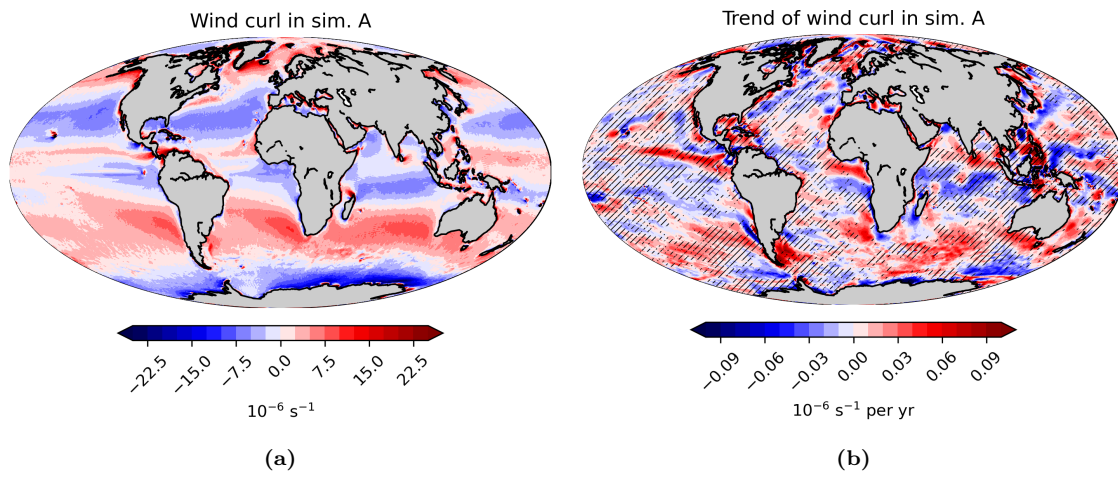 Wind curl in sim. A
−22.5 −15.0 −7.5 0.0 7.5 15.0 22.5
10⁻⁶ s⁻¹
(a)
Trend of wind curl in sim. A
−0.09 −0.06 −0.03 0.00 0.03 0.06 0.09
10⁻⁶ s⁻¹ per yr
(b)